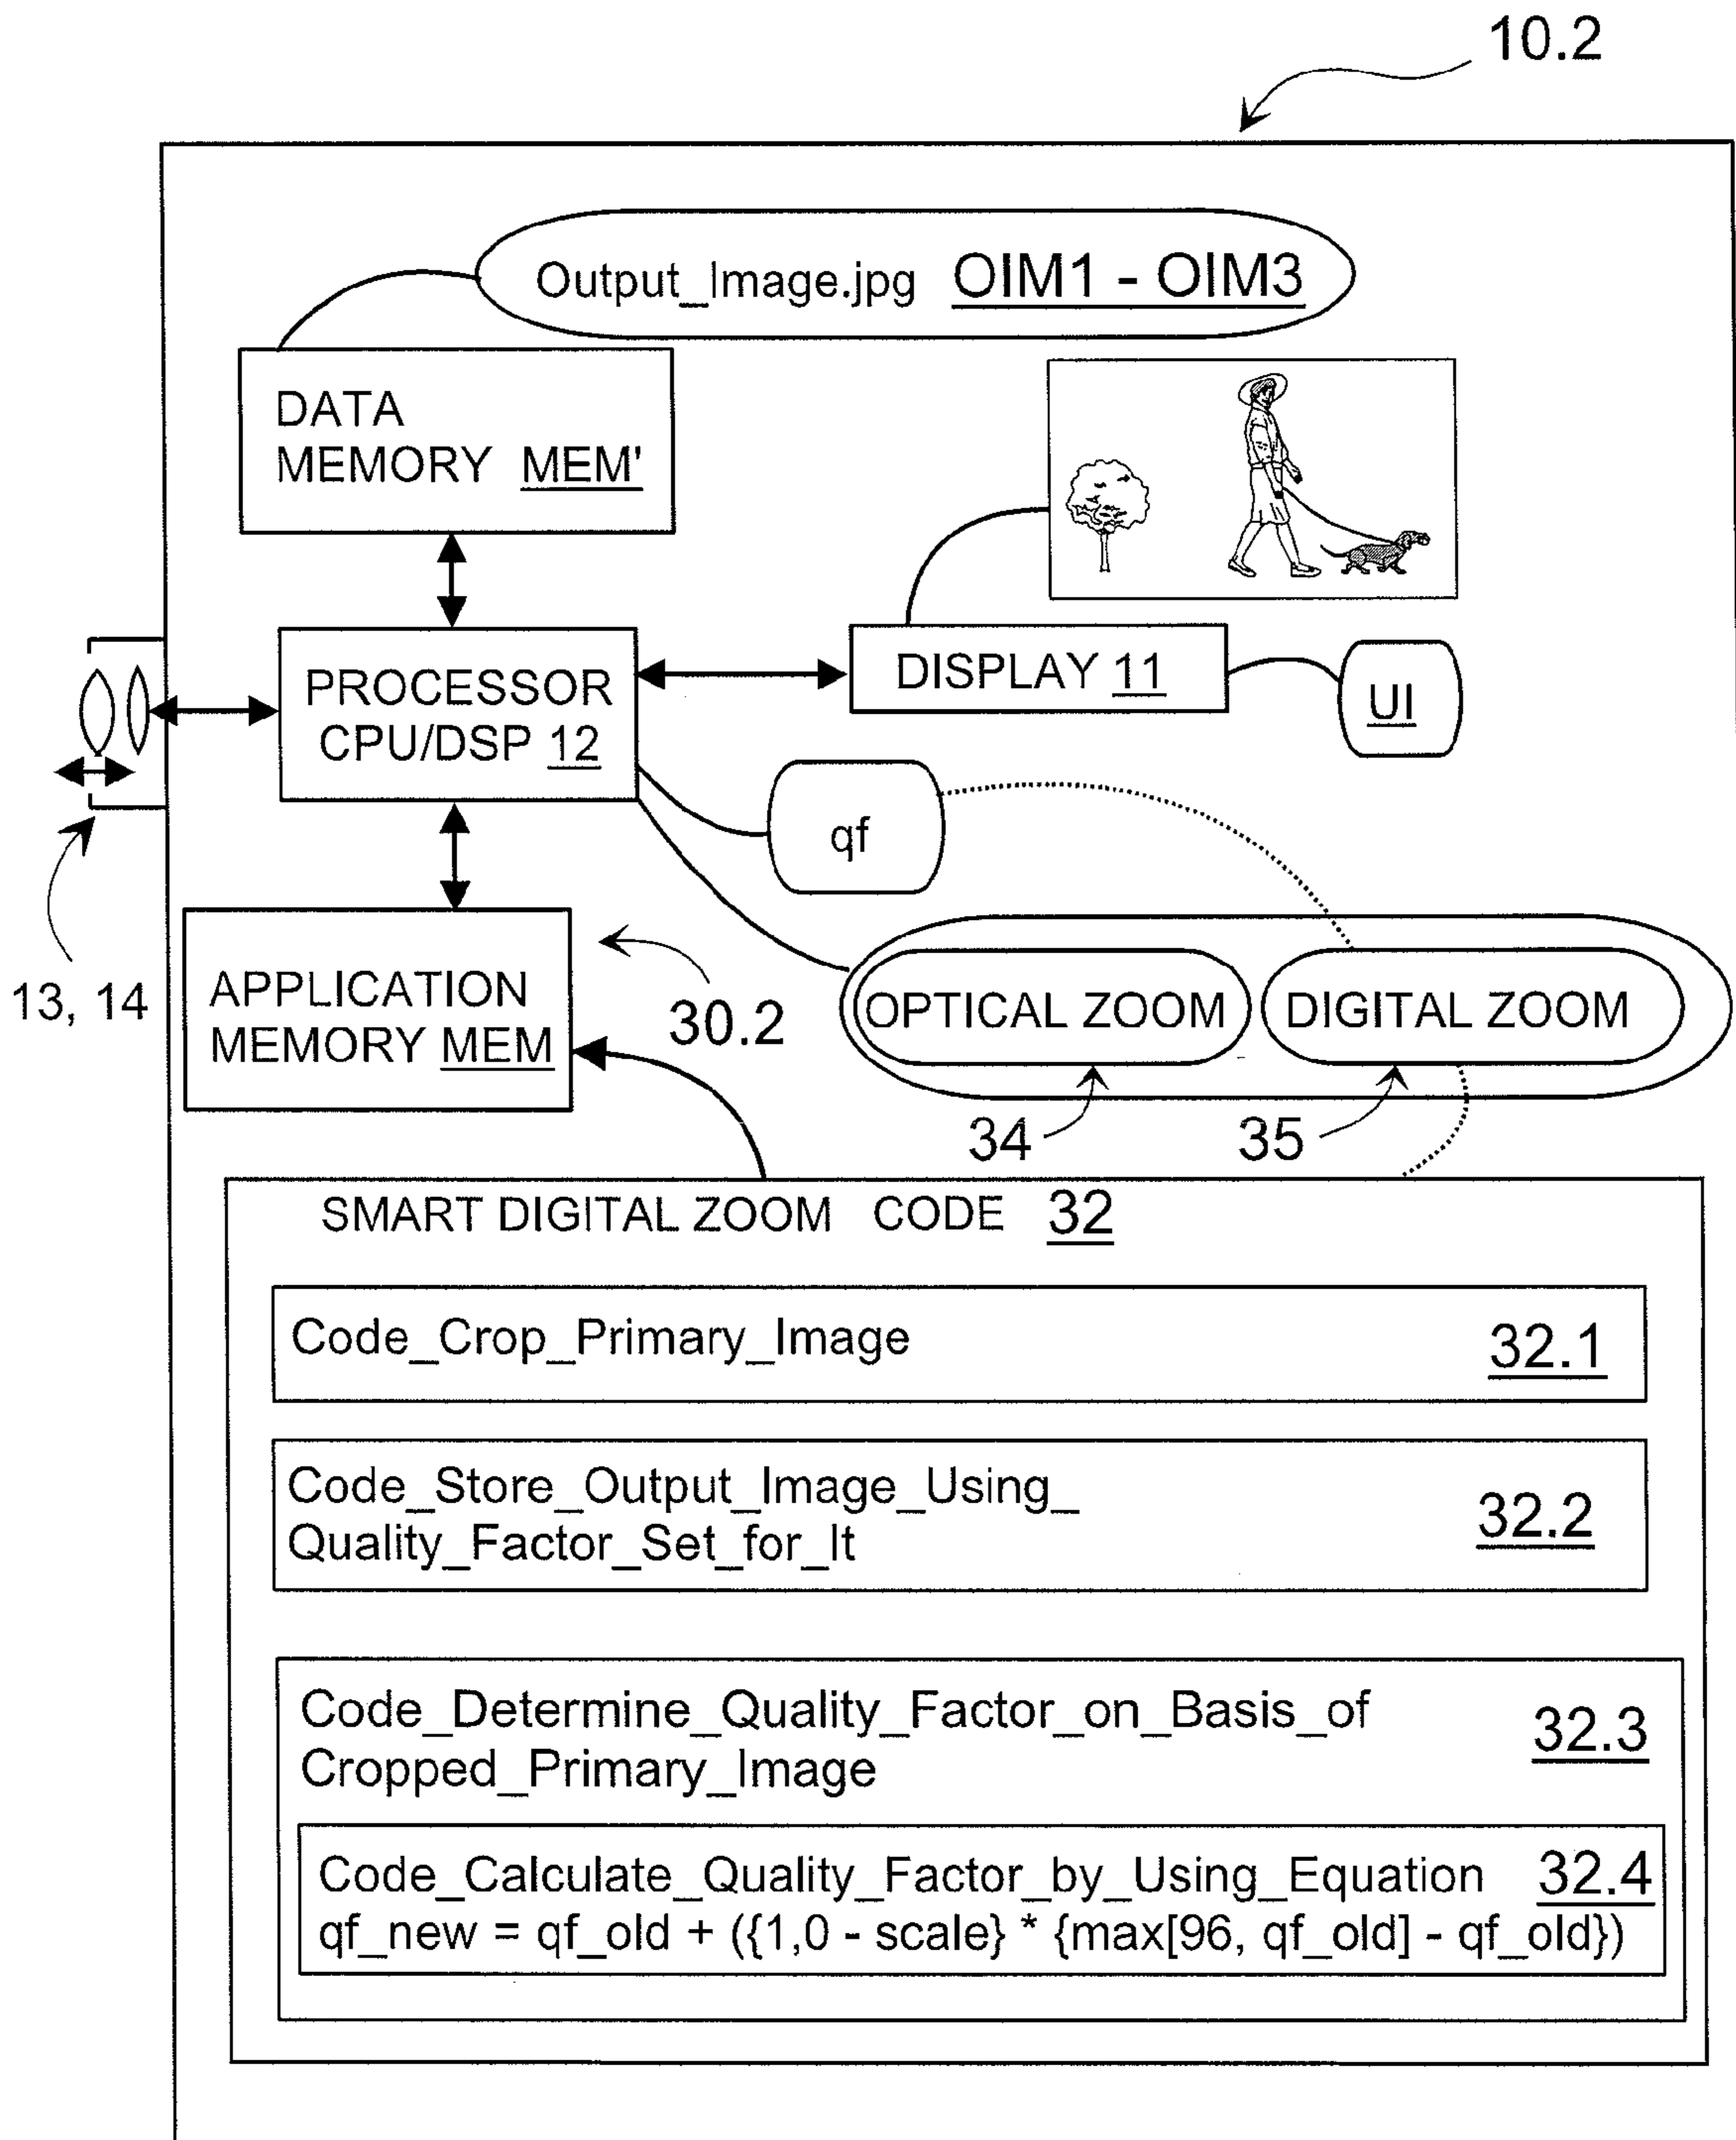 10.2
Output_Image.jpg OIM1 - OIM3
DATA
MEMORY MEM'
PROCESSOR
CPU/DSP 12
DISPLAY 11
UI
qf
13, 14
APPLICATION
MEMORY MEM
30.2
OPTICAL ZOOM
DIGITAL ZOOM
34
35
SMART DIGITAL ZOOM CODE 32
Code_Crop_Primary_Image 32.1
Code_Store_Output_Image_Using_
Quality_Factor_Set_for_It 32.2
Code_Determine_Quality_Factor_on_Basis_of
Cropped_Primary_Image 32.3
Code_Calculate_Quality_Factor_by_Using_Equation 32.4
qf_new = qf_old + ({1,0 - scale} * {max[96, qf_old] - qf_old})